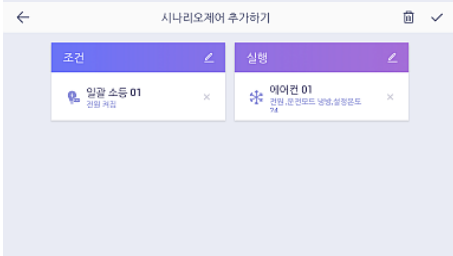 시나리오제어 추가하기
조건
일괄 소등 01
전원 켜짐
실행
에어컨 01
전원,운전모드 냉방,설정온도
24